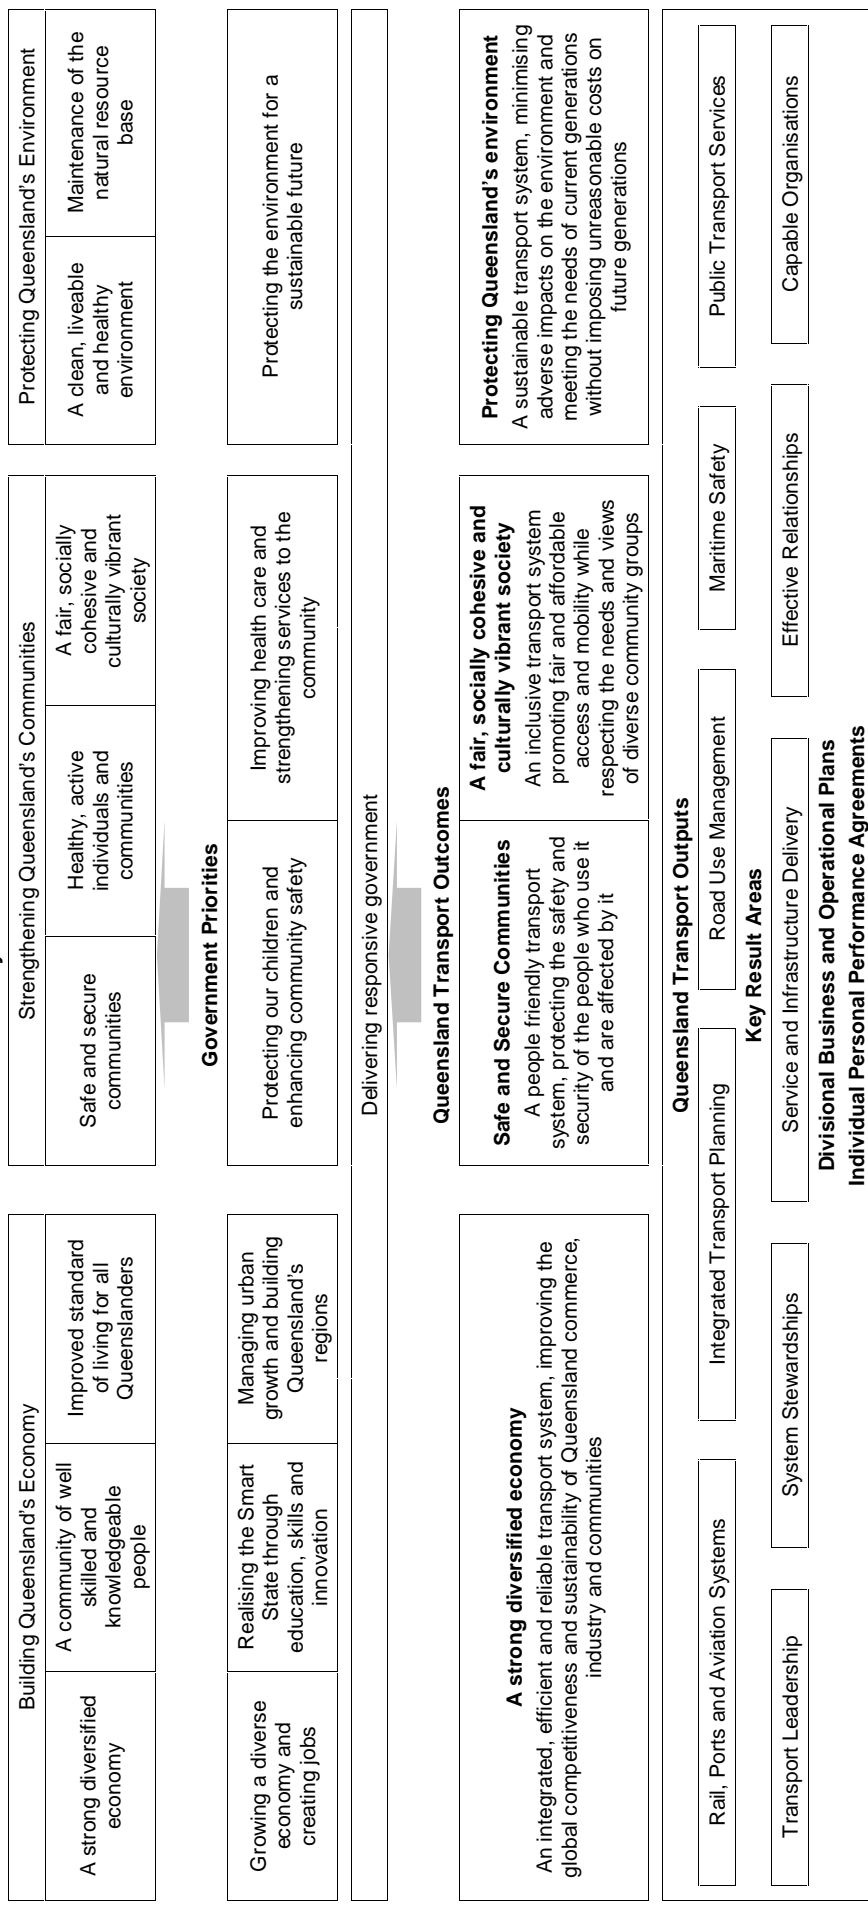 Building Queensland's Economy
A strong diversified
economy
A community of well
skilled and
knowledgeable
people
Improved standard
of living for all
Queenslanders
Strengthening Queensland's Communities
Safe and secure
communities
Healthy, active
individuals and
communities
A fair, socially
cohesive and
culturally vibrant
society
Protecting Queensland's Environment
A clean, liveable
and healthy
environment
Maintenance of the
natural resource
base
Government Priorities
Growing a diverse
economy and
creating jobs
Realising the Smart
State through
education, skills and
innovation
Managing urban
growth and building
Queensland's
regions
Protecting our children and
enhancing community safety
Improving health care and
strengthening services to the
community
Protecting the environment for a
sustainable future
Delivering responsive government
Queensland Transport Outcomes
A strong diversified economy
An integrated, efficient and reliable transport system, improving the
global competitiveness and sustainability of Queensland commerce,
industry and communities
Safe and Secure Communities
A people friendly transport
system, protecting the safety and
security of the people who use it
and are affected by it
A fair, socially cohesive and
culturally vibrant society
An inclusive transport system
promoting fair and affordable
access and mobility while
respecting the needs and views
of diverse community groups
Protecting Queensland's environment
A sustainable transport system, minimising
adverse impacts on the environment and
meeting the needs of current generations
without imposing unreasonable costs on
future generations
Queensland Transport Outputs
Rail, Ports and Aviation Systems
Integrated Transport Planning
Road Use Management
Maritime Safety
Public Transport Services
Key Result Areas
Transport Leadership
System Stewardships
Service and Infrastructure Delivery
Effective Relationships
Capable Organisations
Divisional Business and Operational Plans
Individual Personal Performance Agreements